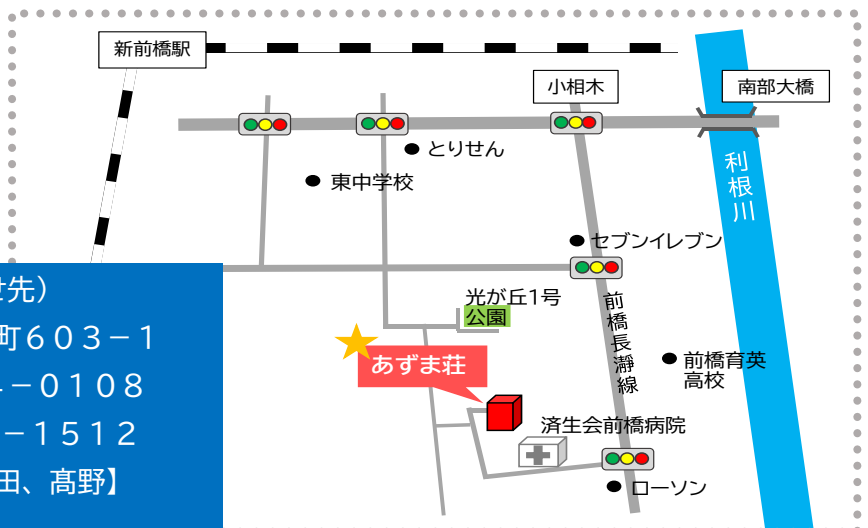 新前橋駅
小相木
南部大橋
とりせん
東中学校
利根川
セブンイレブン
光が丘1号
公園
前橋長瀞線
あずま荘
前橋育英
高校
済生会前橋病院
ローソン
先）
町６０３－１
－０１０８
－１５１２
田、髙野】